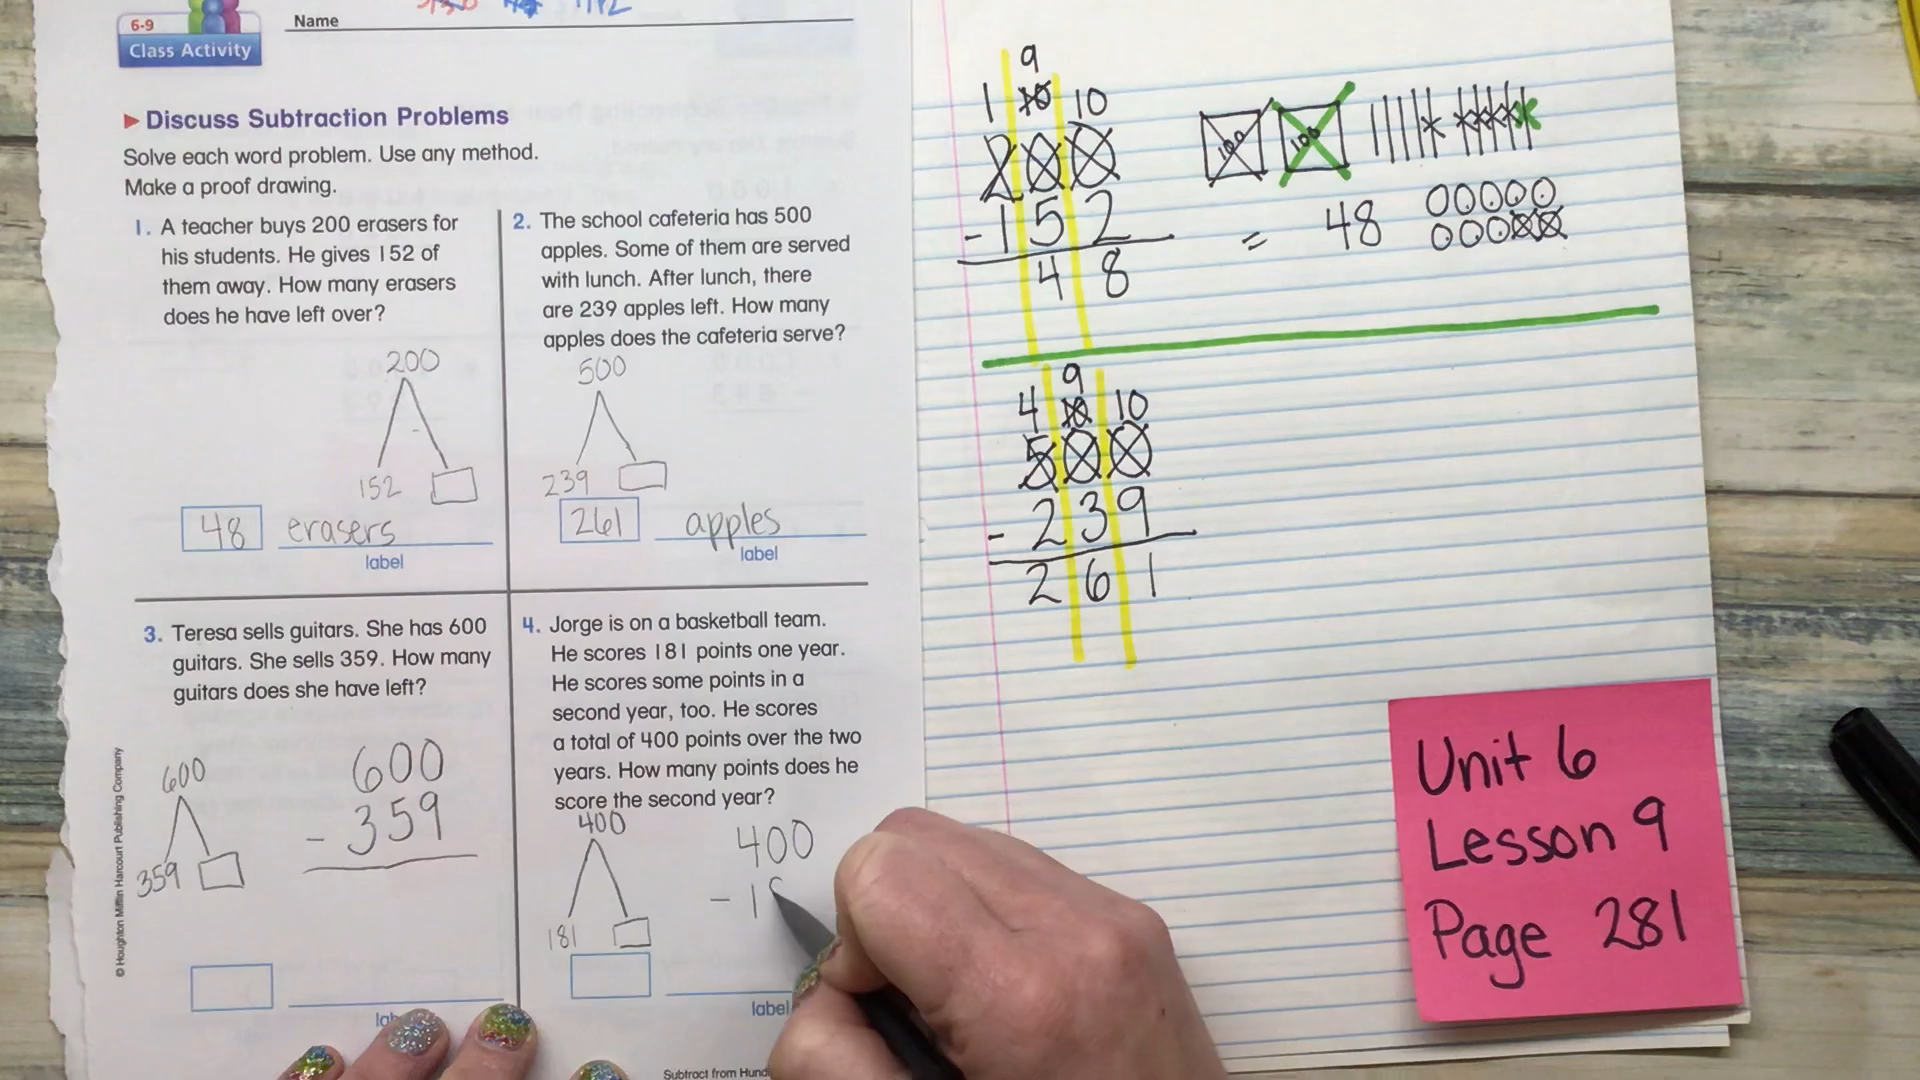 6-9
Class Activity
Name
Discuss Subtraction Problems
Solve each word problem. Use any method.
Make a proof drawing.
1. A teacher buys 200 erasers for
his students. He gives 152 of
them away. How many erasers
does he have left over?
200
152
48 erasers
label
2. The school cafeteria has 500
apples. Some of them are served
with lunch. After lunch, there
are 239 apples left. How many
apples does the cafeteria serve?
500
239
261 apples
label
3. Teresa sells guitars. She has 600
guitars. She sells 359. How many
guitars does she have left?
600
359
600
- 359
4. Jorge is on a basketball team.
He scores 181 points one year.
He scores some points in a
second year, too. He scores
a total of 400 points over the two
years. How many points does he
score the second year?
400
181
400
- 1
label
© Houghton Mifflin Harcourt Publishing Company
Subtract from
9
1 10 10
200
- 152
48
100 100
= 48
9
4 10 10
500
- 239
261
Unit 6
Lesson 9
Page 281